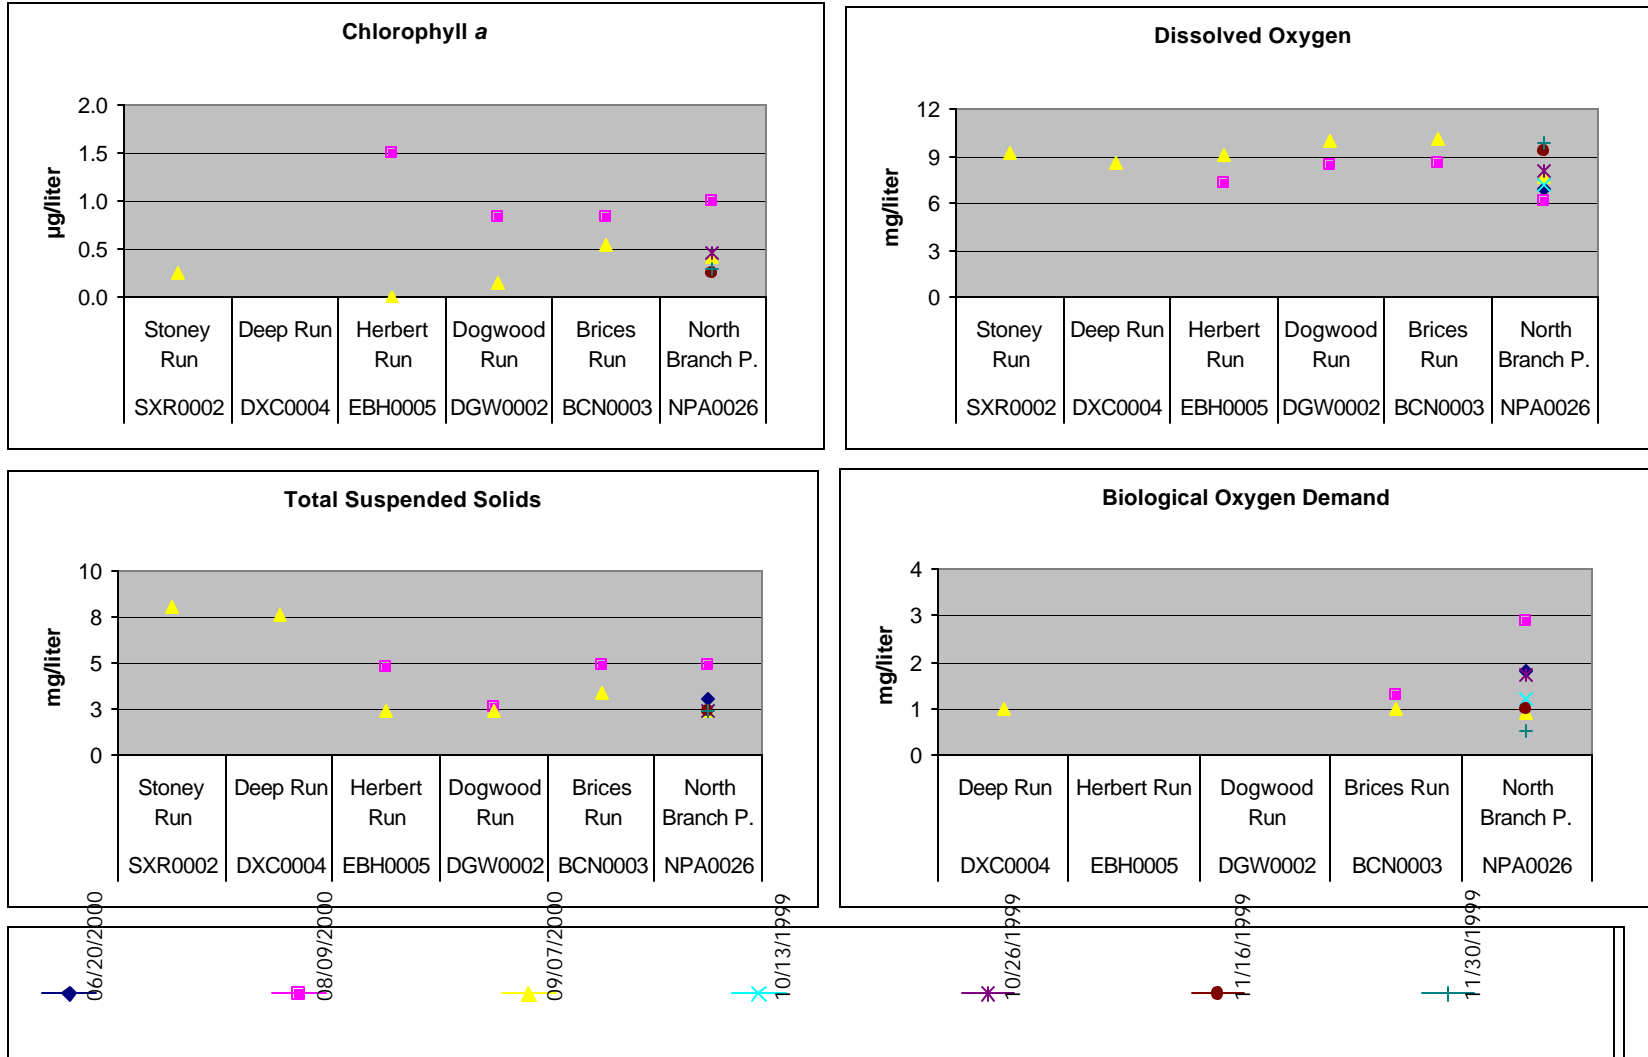 Chlorophyll a
µg/liter
2.0
1.5
1.0
0.5
0.0
Stoney Run
Deep Run
Herbert Run
Dogwood Run
Brices Run
North Branch P.
SXR0002 DXC0004 EBH0005 DGW0002 BCN0003 NPA0026
Dissolved Oxygen
mg/liter
12
9
6
3
0
Stoney Run
Deep Run
Herbert Run
Dogwood Run
Brices Run
North Branch P.
SXR0002 DXC0004 EBH0005 DGW0002 BCN0003 NPA0026
Total Suspended Solids
mg/liter
10
8
5
3
0
Stoney Run
Deep Run
Herbert Run
Dogwood Run
Brices Run
North Branch P.
SXR0002 DXC0004 EBH0005 DGW0002 BCN0003 NPA0026
Biological Oxygen Demand
mg/liter
4
3
2
1
0
Deep Run
Herbert Run
Dogwood Run
Brices Run
North Branch P.
DXC0004 EBH0005 DGW0002 BCN0003 NPA0026
06/20/2000
08/09/2000
09/07/2000
10/13/1999
10/26/1999
11/16/1999
11/30/1999